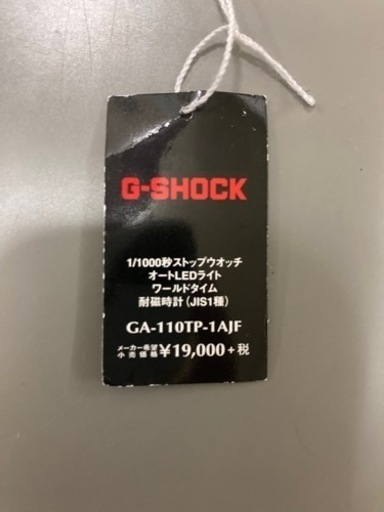 G-SHOCK
1/1000秒ストップウオッチ
オートLEDライト
ワールドタイム
耐磁時計(JIS1種)
GA-110TP-1AJF
メーカー希望小売価格¥19,000+税